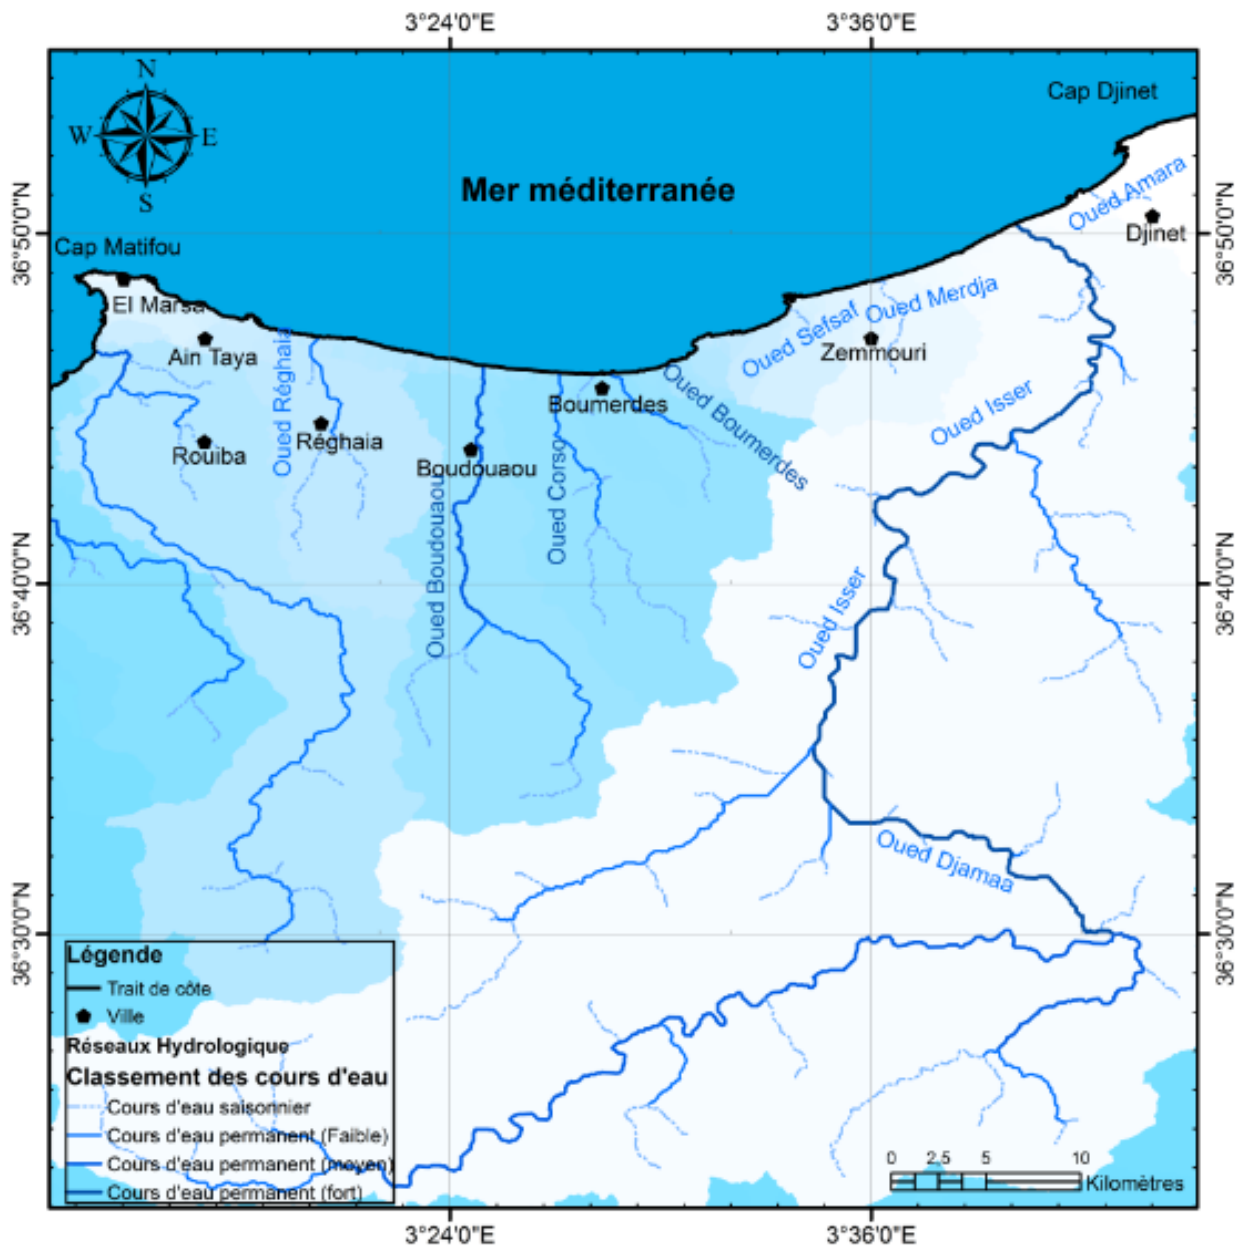 3°24'0"E
3°36'0"E
Cap Djinet
N
W
E
S
Mer méditerranée
Oued Amara
36°50'0"N
36°50'0"N
Djinet
Cap Matifou
El Marsa
Oued Merdja
Oued Sefsaf
Ain Taya
Zemmouri
Oued Réghaia
Boumerdes
Oued Boumerdes
Oued Isser
Réghaia
Rouiba
Boudouaou
Oued Corso
Oued Boudouaou
36°40'0"N
36°40'0"N
Oued Isser
Oued Djamaa
36°30'0"N
36°30'0"N
Légende
Trait de côte
Ville
Réseaux Hydrologique
Classement des cours d'eau
Cours d'eau saisonnier
Cours d'eau permanent (Faible)
Cours d'eau permanent (moyen)
Cours d'eau permanent (fort)
0 2,5 5 10
Kilomètres
3°24'0"E
3°36'0"E